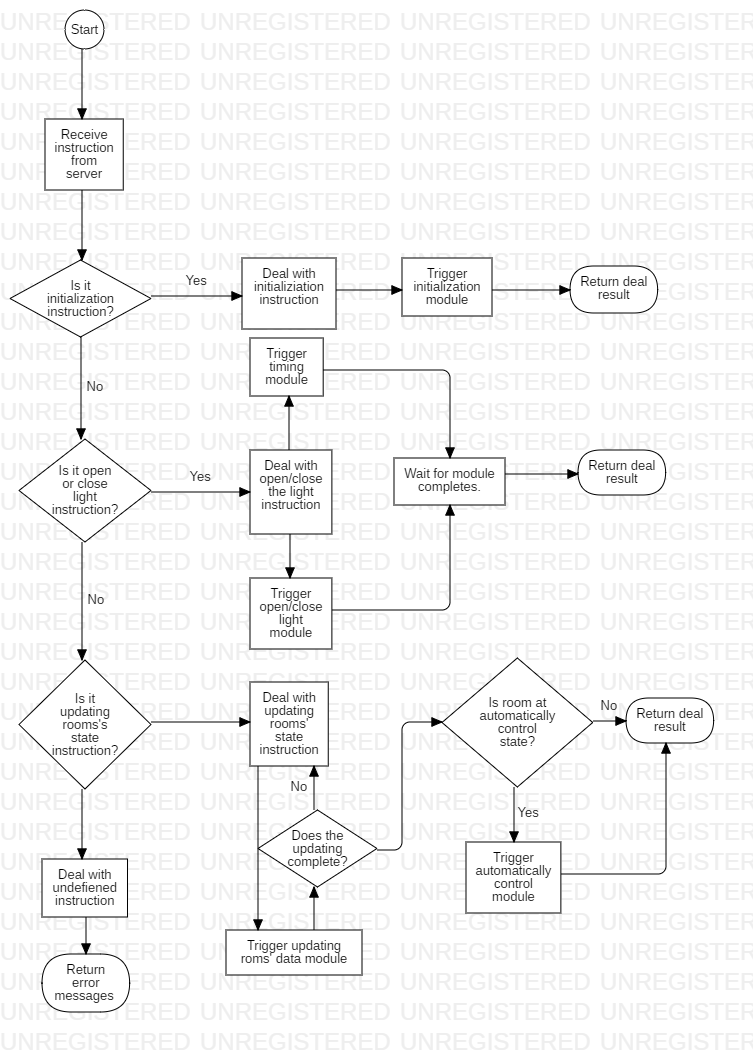 Start
Receive
instruction
from
server
Is it
initialization
instruction?
Yes
Deal with
initializiation
instruction
Trigger
initialization
module
Return deal
result
No
Trigger
timing
module
Is it open
or close
light
instruction?
Yes
Deal with
open/close
the light
instruction
Wait for module
completes.
Return deal
result
No
Trigger
open/close
light
module
Is it
updating
rooms's
state
instruction?
Deal with
updating
rooms'
state
instruction
Is room at
automatically
control
state?
No
Return deal
result
No
Yes
Does the
updating
complete?
Trigger
automatically
control
module
Deal with
undefiened
instruction
Trigger updating
roms' data module
Return
error
messages
UNREGISTERED